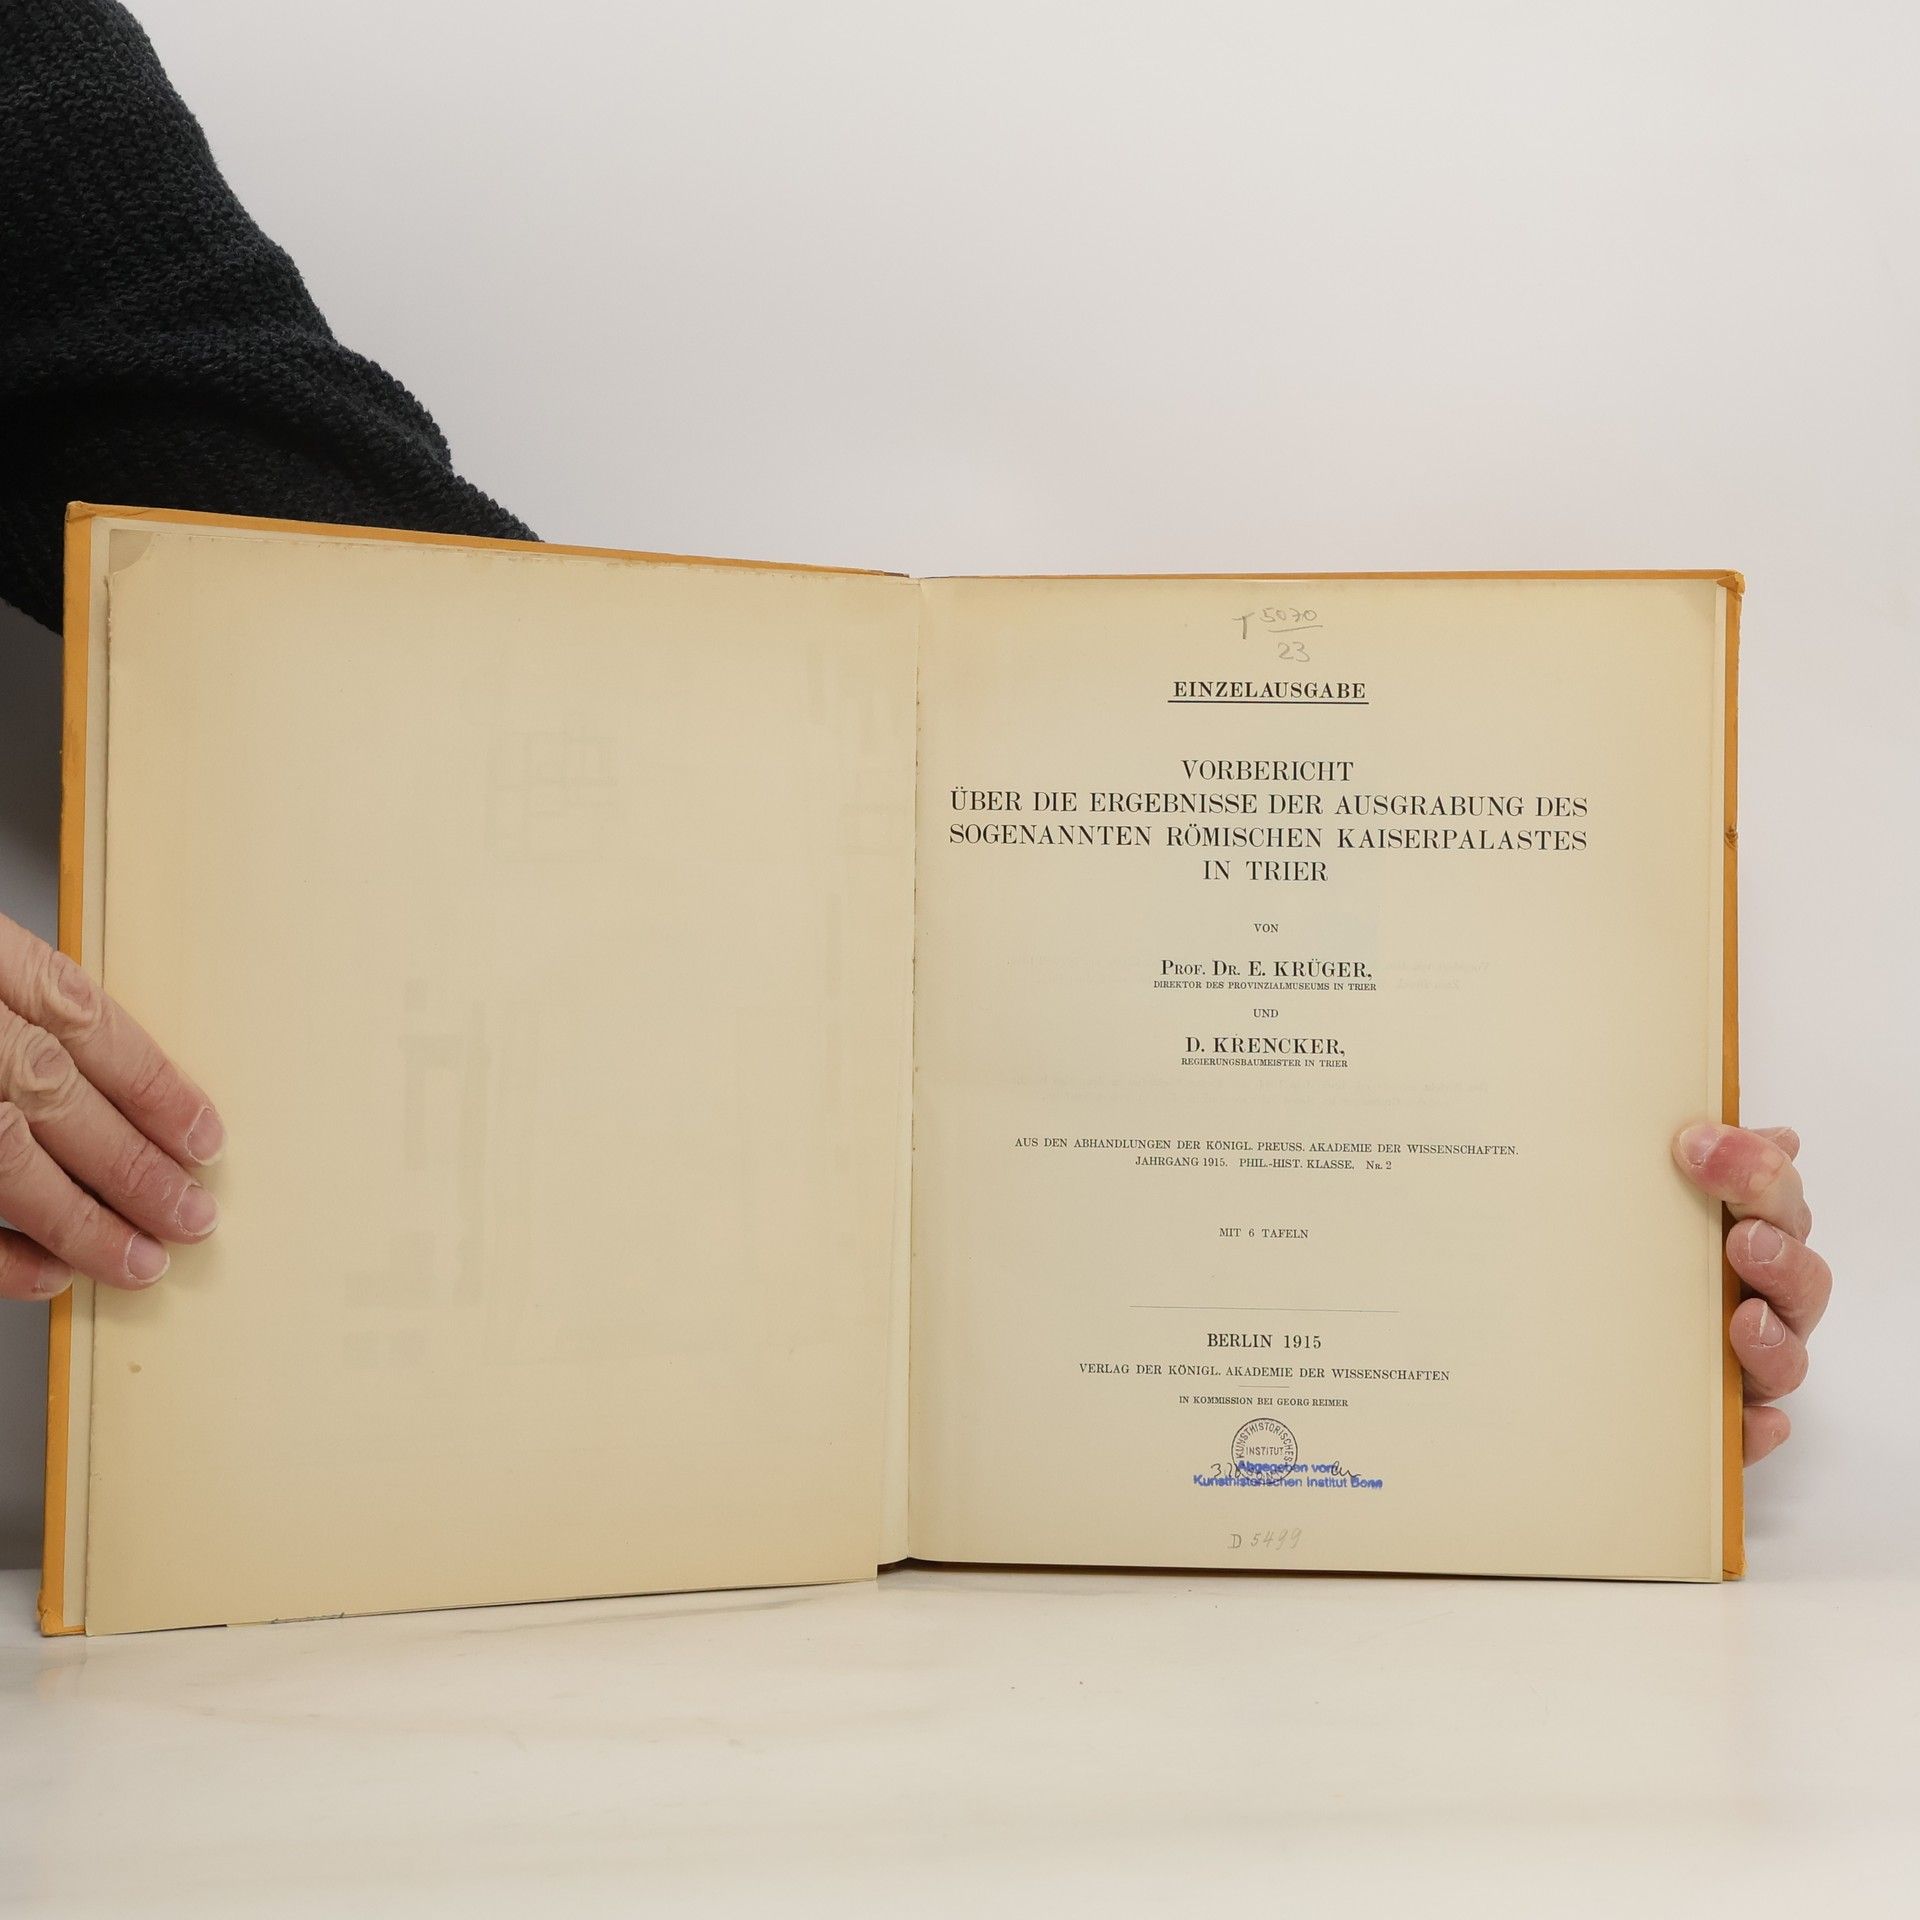 T 5070
23
EINZELAUSGABE
VORBERICHT
ÜBER DIE ERGEBNISSE DER AUSGRABUNG DES
SOGENANNTEN RÖMISCHEN KAISERPALASTES
IN TRIER
VON
PROF. DR. E. KRÜGER,
DIREKTOR DES PROVINZIALMUSEUMS IN TRIER
UND
D. KRENCKER,
REGIERUNGSBAUMEISTER IN TRIER
AUS DEN ABHANDLUNGEN DER KÖNIGL. PREUSS. AKADEMIE DER WISSENSCHAFTEN.
JAHRGANG 1915. PHIL.-HIST. KLASSE. NR. 2
MIT 6 TAFELN
BERLIN 1915
VERLAG DER KÖNIGL. AKADEMIE DER WISSENSCHAFTEN
IN KOMMISSION BEI GEORG REIMER
KUNSTHISTORISCHES
INSTITUT
Abgegeben vom
Kunsthistorischen Institut Bonn
D 5499